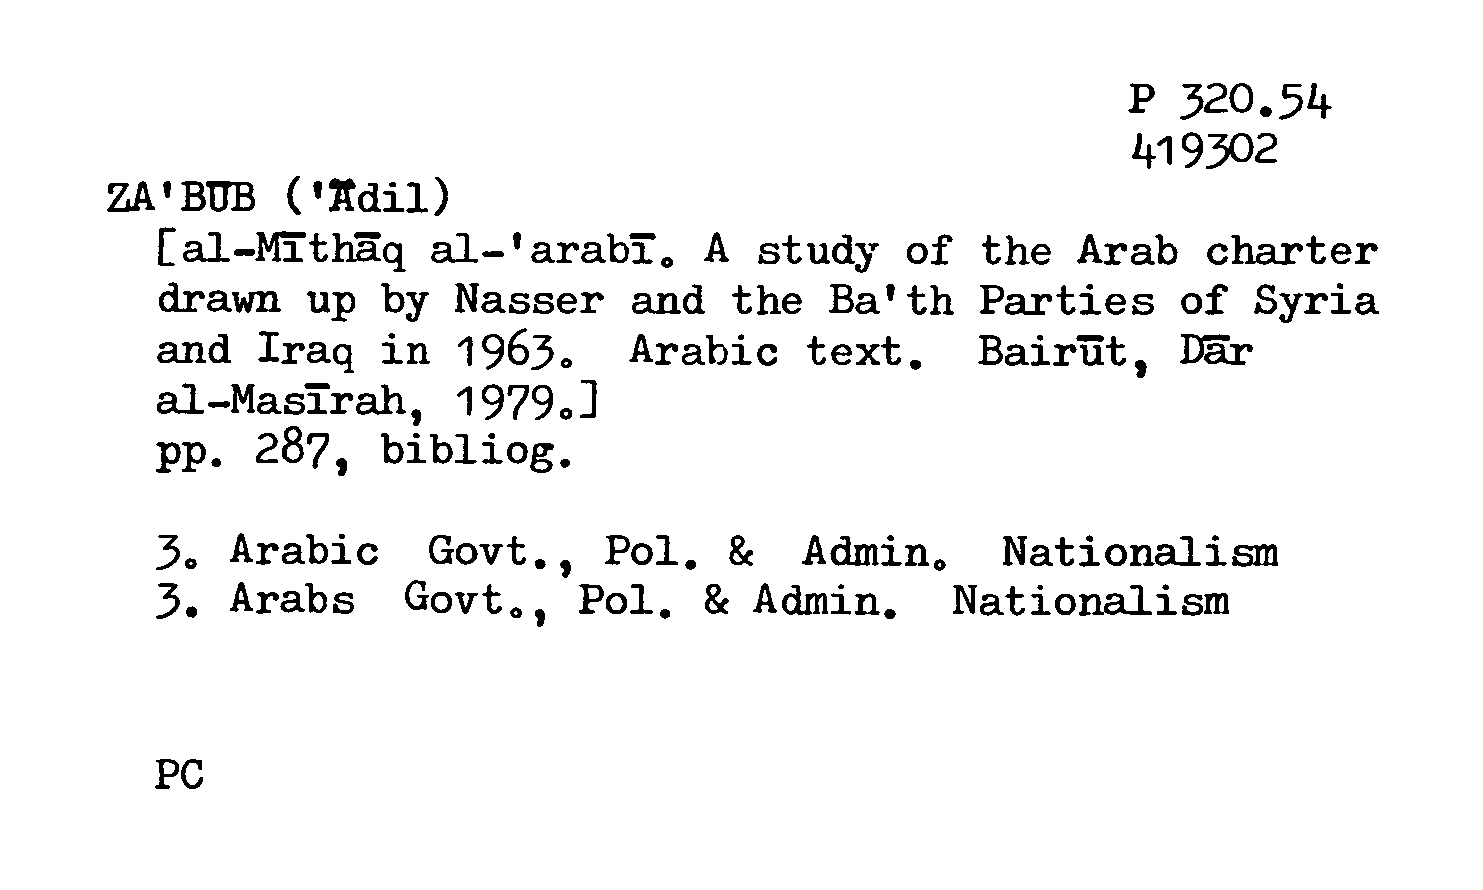 P 320.54
419302
ZA'BŪB ('Ādil)
[al-Mīthāq al-'arabī. A study of the Arab charter
drawn up by Nasser and the Ba'th Parties of Syria
and Iraq in 1963. Arabic text. Bairūt, Dār
al-Masīrah, 1979.]
pp. 287, bibliog.
3. Arabic Govt., Pol. & Admin. Nationalism
3. Arabs Govt., Pol. & Admin. Nationalism
PC